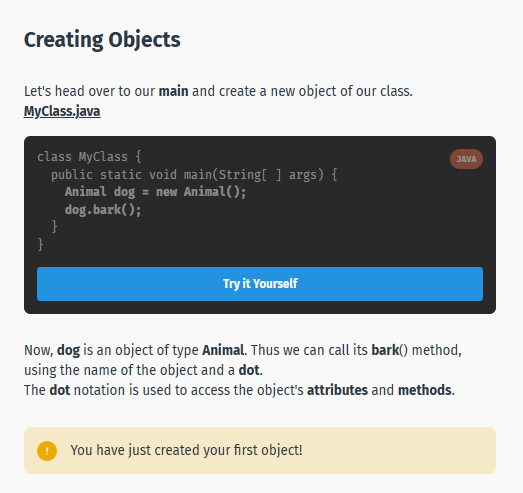 Creating Objects
Let's head over to our main and create a new object of our class.
MyClass.java
JAVA
class MyClass {
  public static void main(String[ ] args) {
    Animal dog = new Animal();
    dog.bark();
  }
}
Try it Yourself
Now, dog is an object of type Animal. Thus we can call its bark() method,
using the name of the object and a dot.
The dot notation is used to access the object's attributes and methods.
! You have just created your first object!